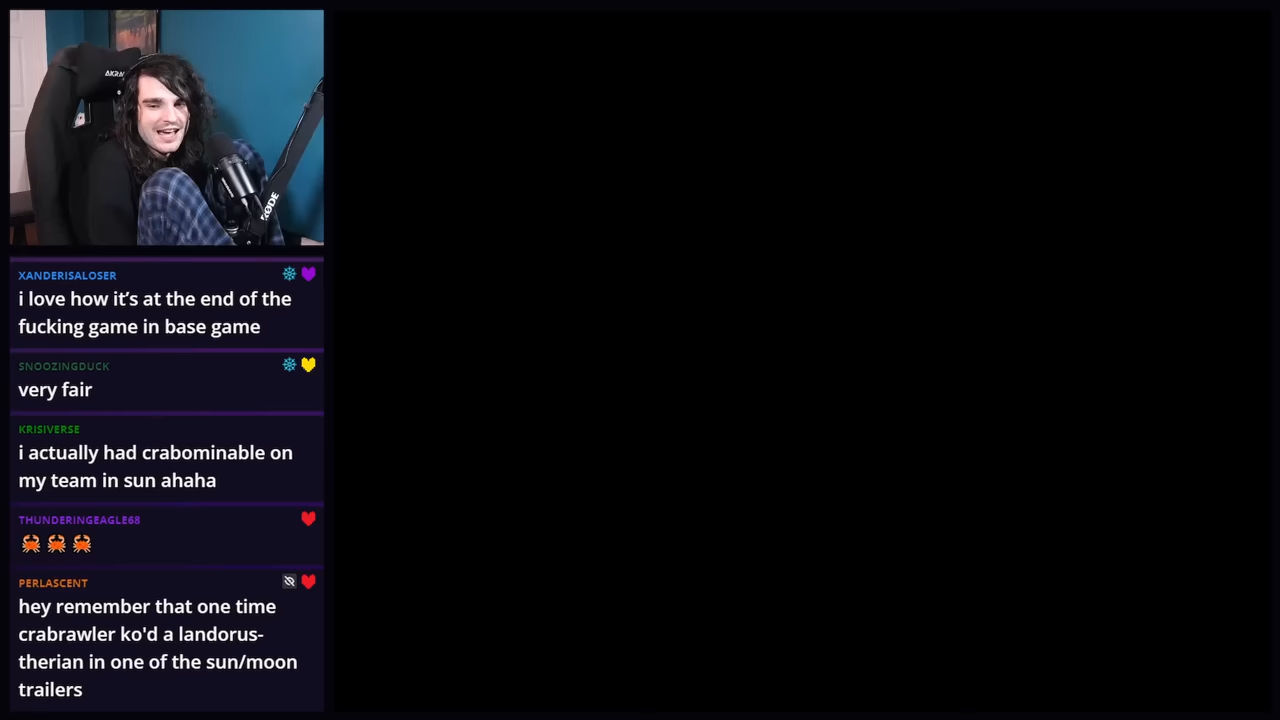 AKRA
RØDE
XANDERISALOSER
i love how it’s at the end of the
fucking game in base game
SNOOZINGDUCK
very fair
KRISIVERSE
i actually had crabominable on
my team in sun ahaha
THUNDERINGEAGLE68
🦀 🦀 🦀
PERLASCENT
hey remember that one time
crabrawler ko'd a landorus-
therian in one of the sun/moon
trailers